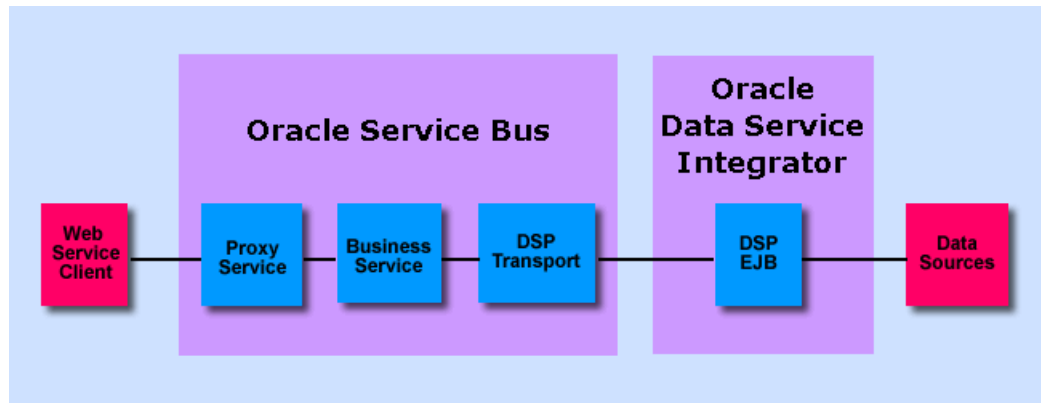 Oracle Service Bus
Oracle
Data Service
Integrator
Web
Service
Client
Proxy
Service
Business
Service
DSP
Transport
DSP
EJB
Data
Sources